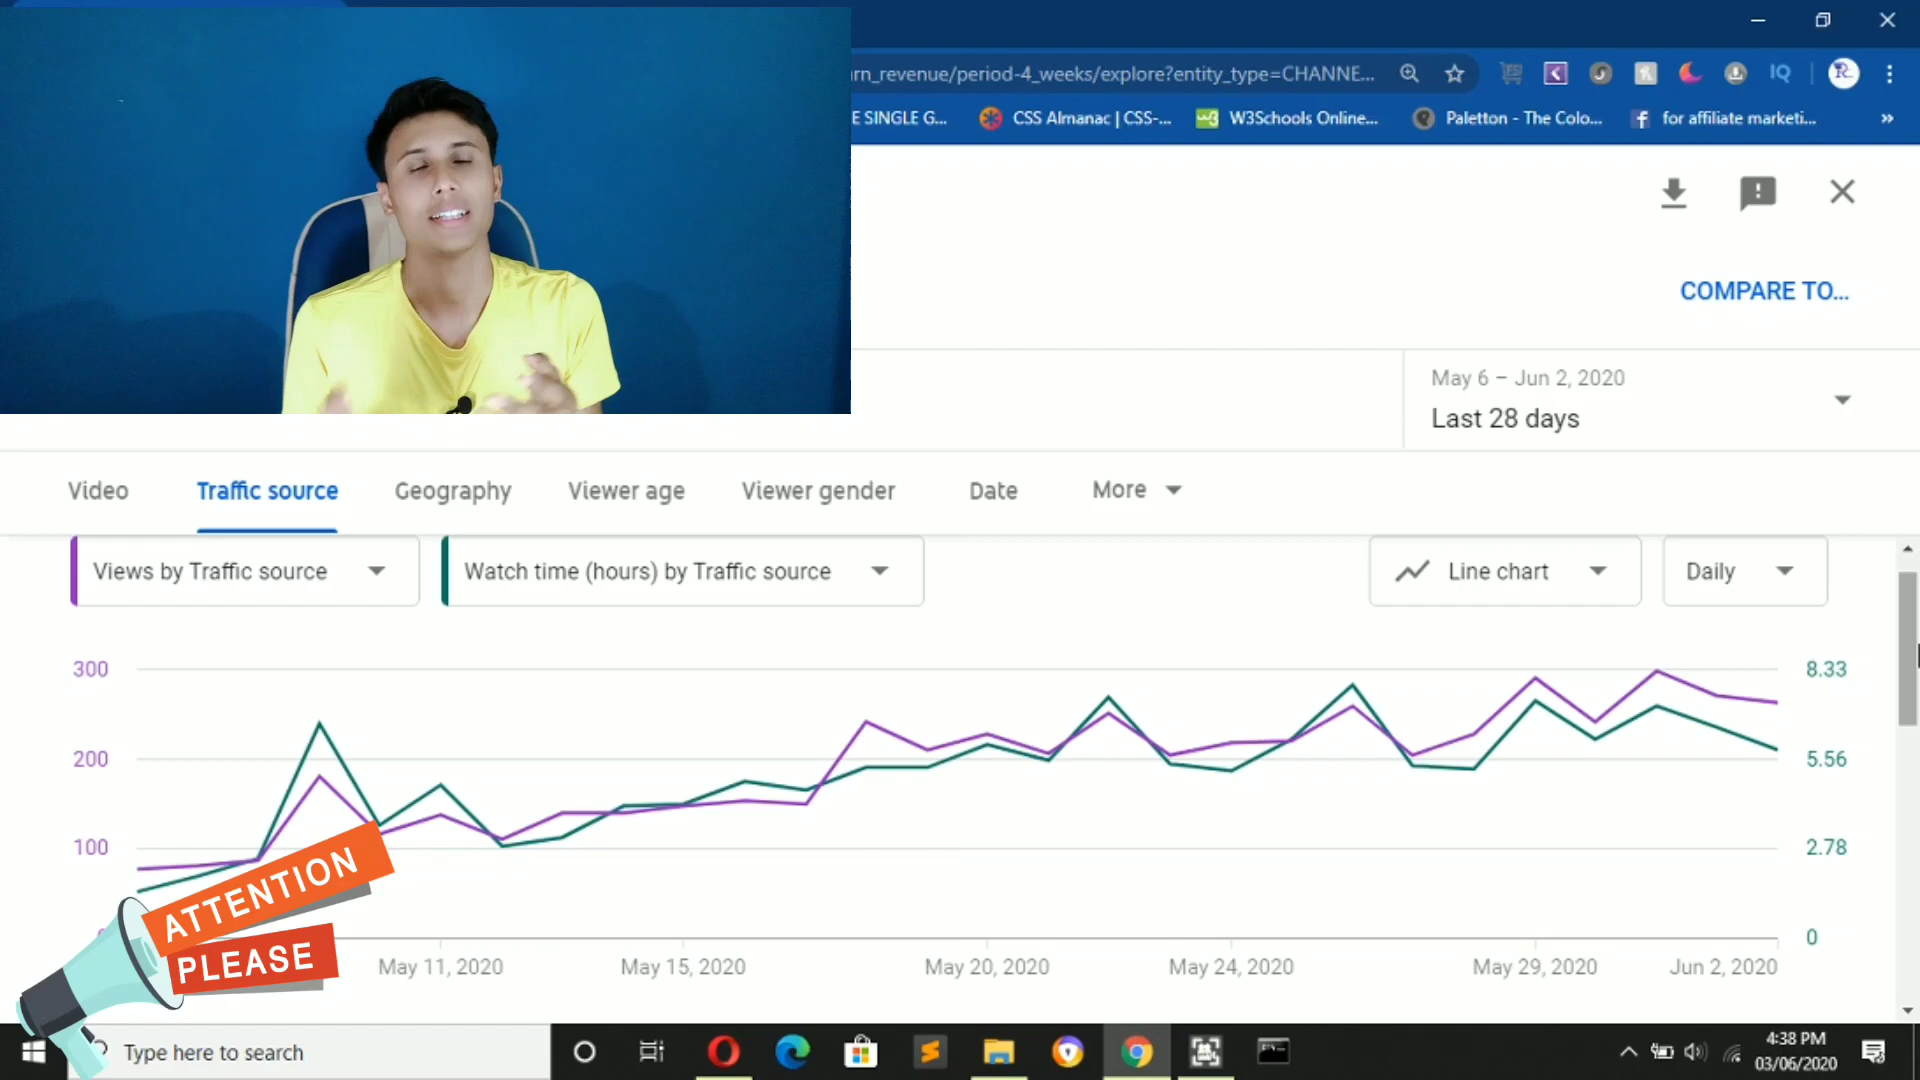 rn_revenue/period-4_weeks/explore?entity_type=CHANNE...
IQ
E SINGLE G...
CSS Almanac | CSS-...
W3Schools Online...
Paletton - The Colo...
for affiliate marketi...
»
COMPARE TO...
May 6 – Jun 2, 2020
Last 28 days
Video
Traffic source
Geography
Viewer age
Viewer gender
Date
More
Views by Traffic source
Watch time (hours) by Traffic source
Line chart
Daily
300
8.33
200
5.56
100
2.78
0
May 11, 2020
May 15, 2020
May 20, 2020
May 24, 2020
May 29, 2020
Jun 2, 2020
ATTENTION
PLEASE
Type here to search
4:38 PM
03/06/2020